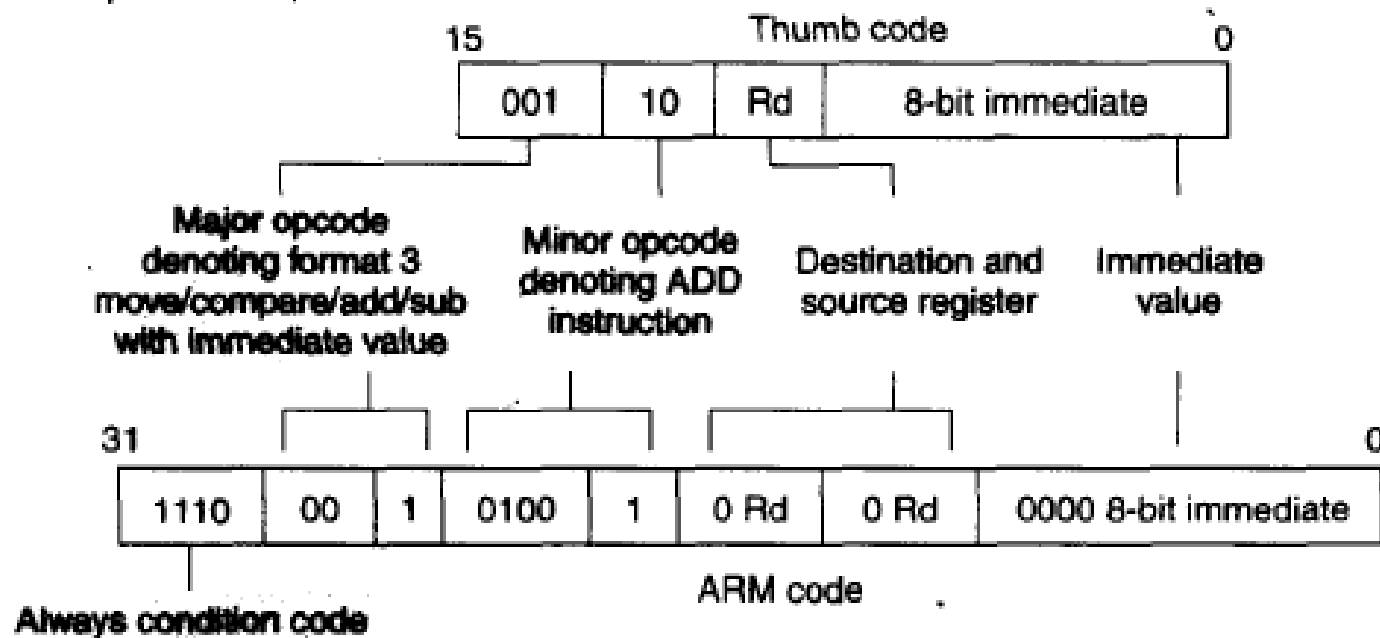 Thumb code
15 0
001 10 Rd 8-bit immediate
Major opcode
denoting format 3
move/compare/add/sub
with immediate value
Minor opcode
denoting ADD
instruction
Destination and
source register
Immediate
value
31 0
1110 00 1 0100 1 0 Rd 0 Rd 0000 8-bit immediate
ARM code
Always condition code